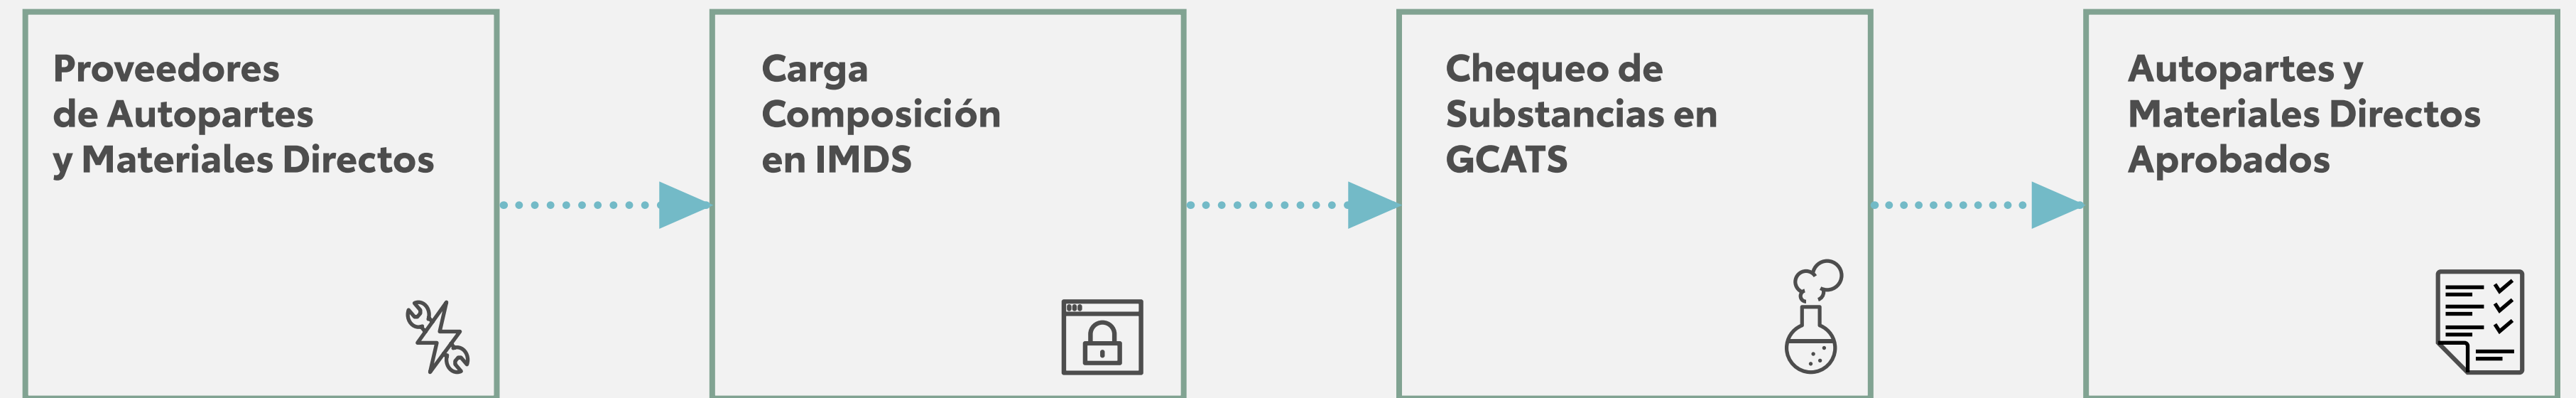 Proveedores
de Autopartes
y Materiales Directos
Carga
Composición
en IMDS
Chequeo de
Substancias en
GCATS
Autopartes y
Materiales Directos
Aprobados